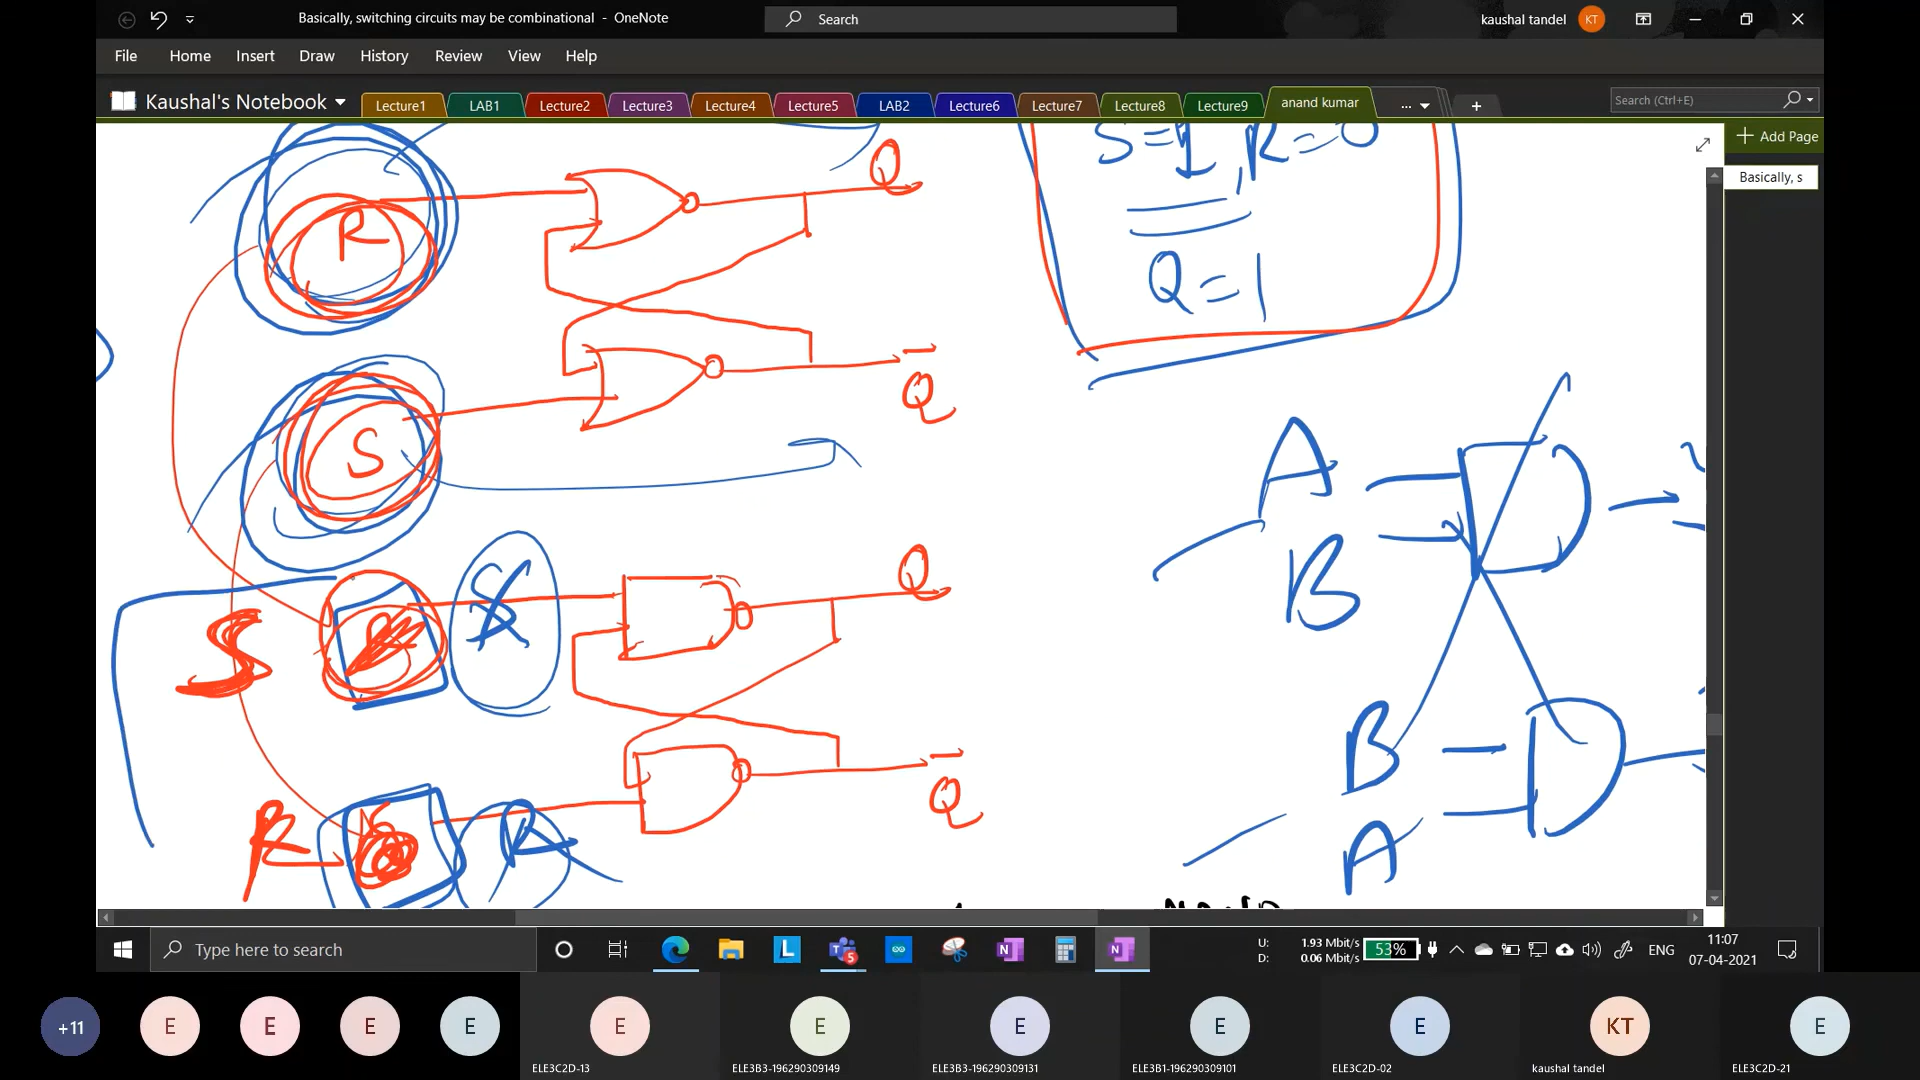 Basically, switching circuits may be combinational - OneNote
Search
kaushal tandel
KT
File Home Insert Draw History Review View Help
Kaushal's Notebook
Lecture1 LAB1 Lecture2 Lecture3 Lecture4 Lecture5 LAB2 Lecture6 Lecture7 Lecture8 Lecture9 anand kumar ... +
Search (Ctrl+E)
Add Page
Basically, s
S=1, R=0
Q=1
R
Q
S
Q̅
A
B
S
S
Q
B
A
R
R
Q̅
Type here to search
U: 1.93 Mbit/s
D: 0.06 Mbit/s
53%
ENG
11:07
07-04-2021
5
+11 E E E E E E E E E KT E
ELE3C2D-13 ELE3B3-196290309149 ELE3B3-196290309131 ELE3B1-196290309101 ELE3C2D-02 kaushal tandel ELE3C2D-21